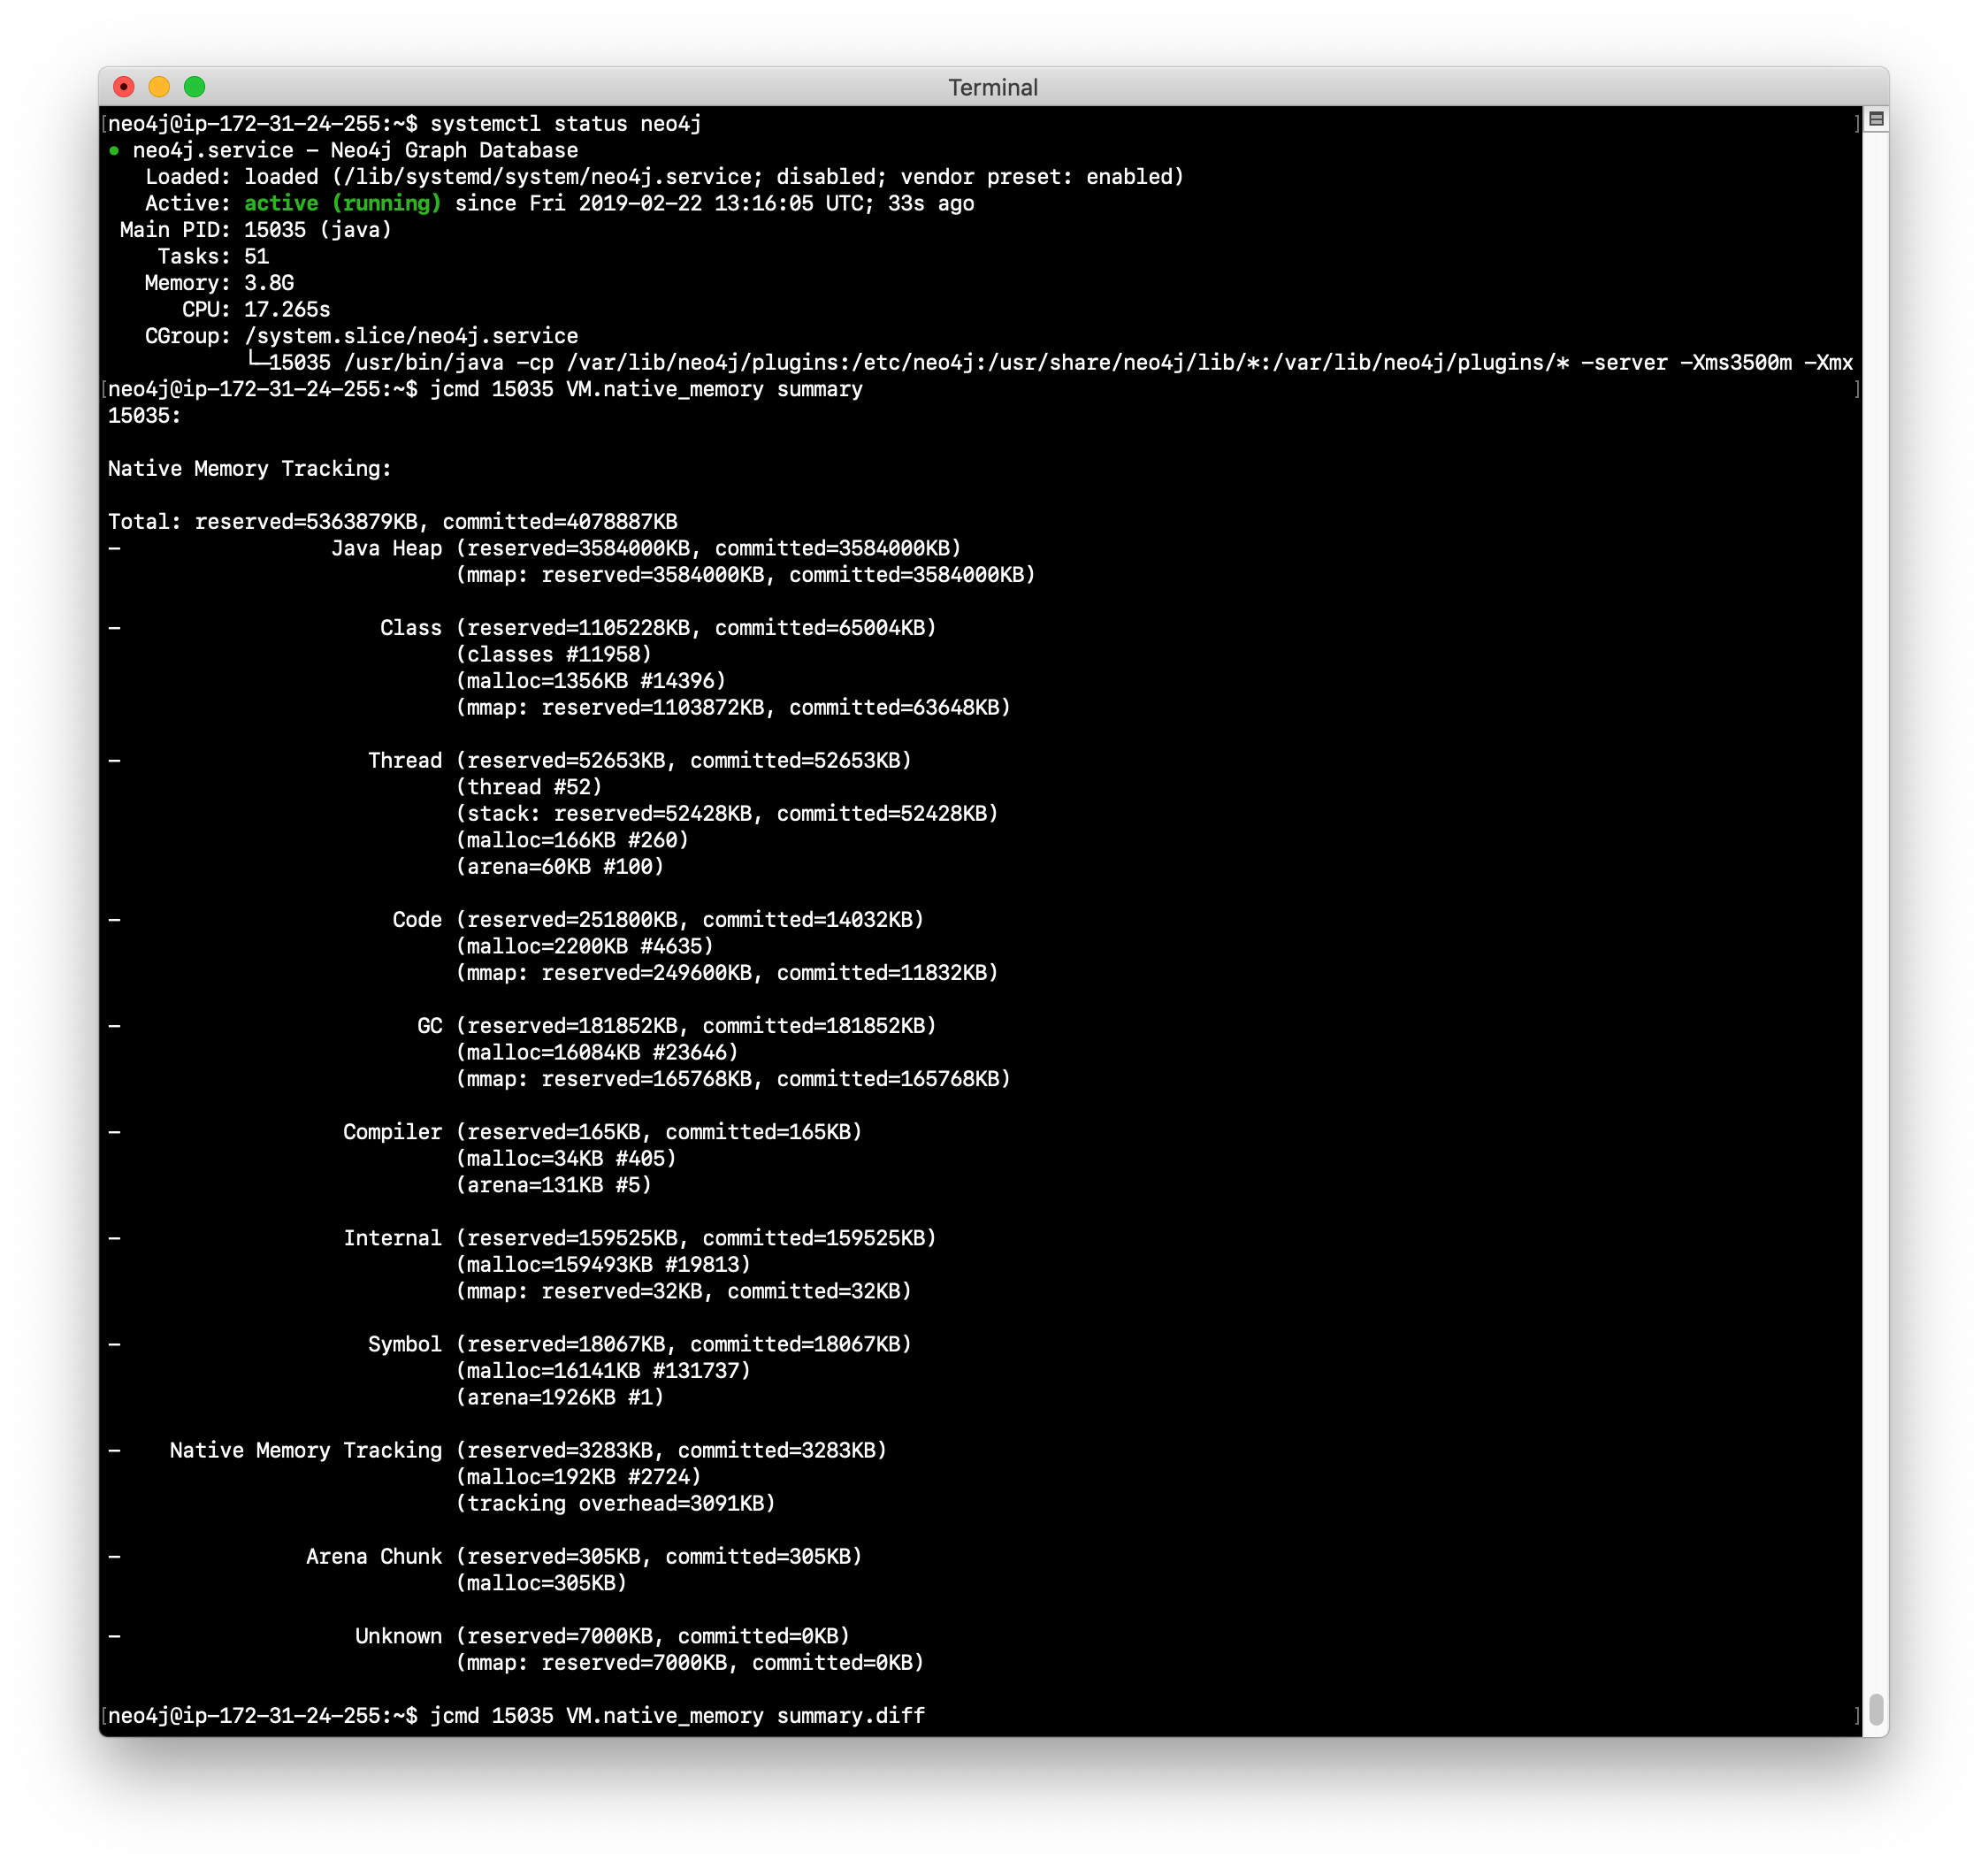 Terminal
[neo4j@ip-172-31-24-255:~$ systemctl status neo4j ]
● neo4j.service - Neo4j Graph Database
   Loaded: loaded (/lib/systemd/system/neo4j.service; disabled; vendor preset: enabled)
   Active: active (running) since Fri 2019-02-22 13:16:05 UTC; 33s ago
 Main PID: 15035 (java)
    Tasks: 51
   Memory: 3.8G
      CPU: 17.265s
   CGroup: /system.slice/neo4j.service
           └─15035 /usr/bin/java -cp /var/lib/neo4j/plugins:/etc/neo4j:/usr/share/neo4j/lib/*:/var/lib/neo4j/plugins/* -server -Xms3500m -Xmx
[neo4j@ip-172-31-24-255:~$ jcmd 15035 VM.native_memory summary ]
15035:
Native Memory Tracking:
Total: reserved=5363879KB, committed=4078887KB
-                 Java Heap (reserved=3584000KB, committed=3584000KB)
                            (mmap: reserved=3584000KB, committed=3584000KB)
-                     Class (reserved=1105228KB, committed=65004KB)
                            (classes #11958)
                            (malloc=1356KB #14396)
                            (mmap: reserved=1103872KB, committed=63648KB)
-                    Thread (reserved=52653KB, committed=52653KB)
                            (thread #52)
                            (stack: reserved=52428KB, committed=52428KB)
                            (malloc=166KB #260)
                            (arena=60KB #100)
-                      Code (reserved=251800KB, committed=14032KB)
                            (malloc=2200KB #4635)
                            (mmap: reserved=249600KB, committed=11832KB)
-                        GC (reserved=181852KB, committed=181852KB)
                            (malloc=16084KB #23646)
                            (mmap: reserved=165768KB, committed=165768KB)
-                  Compiler (reserved=165KB, committed=165KB)
                            (malloc=34KB #405)
                            (arena=131KB #5)
-                  Internal (reserved=159525KB, committed=159525KB)
                            (malloc=159493KB #19813)
                            (mmap: reserved=32KB, committed=32KB)
-                    Symbol (reserved=18067KB, committed=18067KB)
                            (malloc=16141KB #131737)
                            (arena=1926KB #1)
-    Native Memory Tracking (reserved=3283KB, committed=3283KB)
                            (malloc=192KB #2724)
                            (tracking overhead=3091KB)
-               Arena Chunk (reserved=305KB, committed=305KB)
                            (malloc=305KB)
-                   Unknown (reserved=7000KB, committed=0KB)
                            (mmap: reserved=7000KB, committed=0KB)
[neo4j@ip-172-31-24-255:~$ jcmd 15035 VM.native_memory summary.diff ]